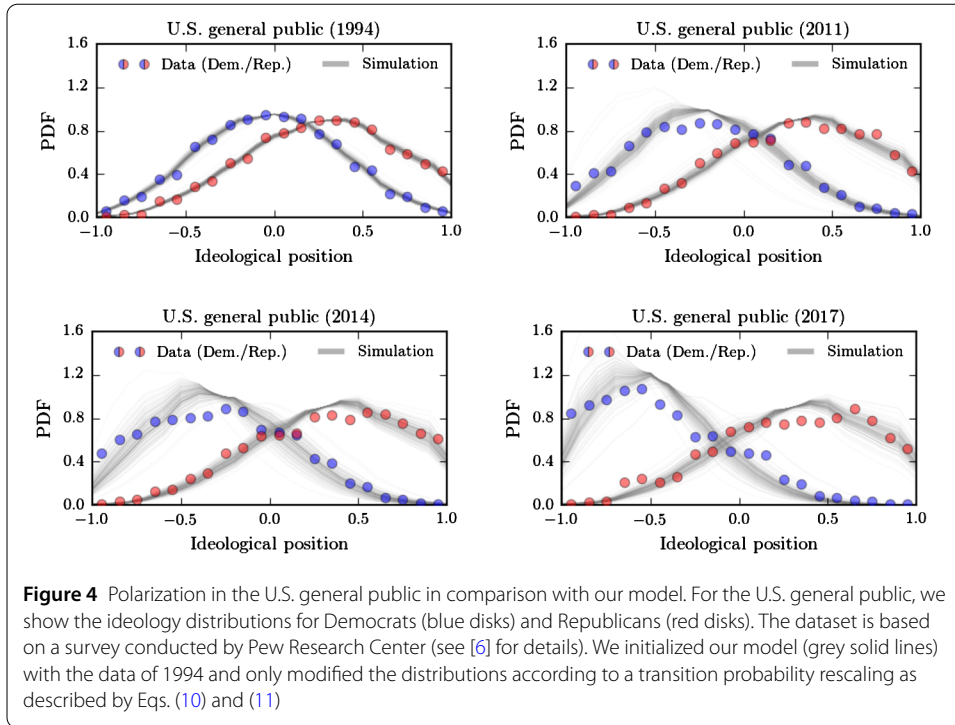 U.S. general public (1994)
1.6
1.2
0.8
0.4
0.0
PDF
Data (Dem./Rep.)
Simulation
−1.0 −0.5 0.0 0.5 1.0
Ideological position
U.S. general public (2011)
1.6
1.2
0.8
0.4
0.0
PDF
Data (Dem./Rep.)
Simulation
−1.0 −0.5 0.0 0.5 1.0
Ideological position
U.S. general public (2014)
1.6
1.2
0.8
0.4
0.0
PDF
Data (Dem./Rep.)
Simulation
−1.0 −0.5 0.0 0.5 1.0
Ideological position
U.S. general public (2017)
1.6
1.2
0.8
0.4
0.0
PDF
Data (Dem./Rep.)
Simulation
−1.0 −0.5 0.0 0.5 1.0
Ideological position
Figure 4 Polarization in the U.S. general public in comparison with our model. For the U.S. general public, we
show the ideology distributions for Democrats (blue disks) and Republicans (red disks). The dataset is based
on a survey conducted by Pew Research Center (see [6] for details). We initialized our model (grey solid lines)
with the data of 1994 and only modified the distributions according to a transition probability rescaling as
described by Eqs. (10) and (11)